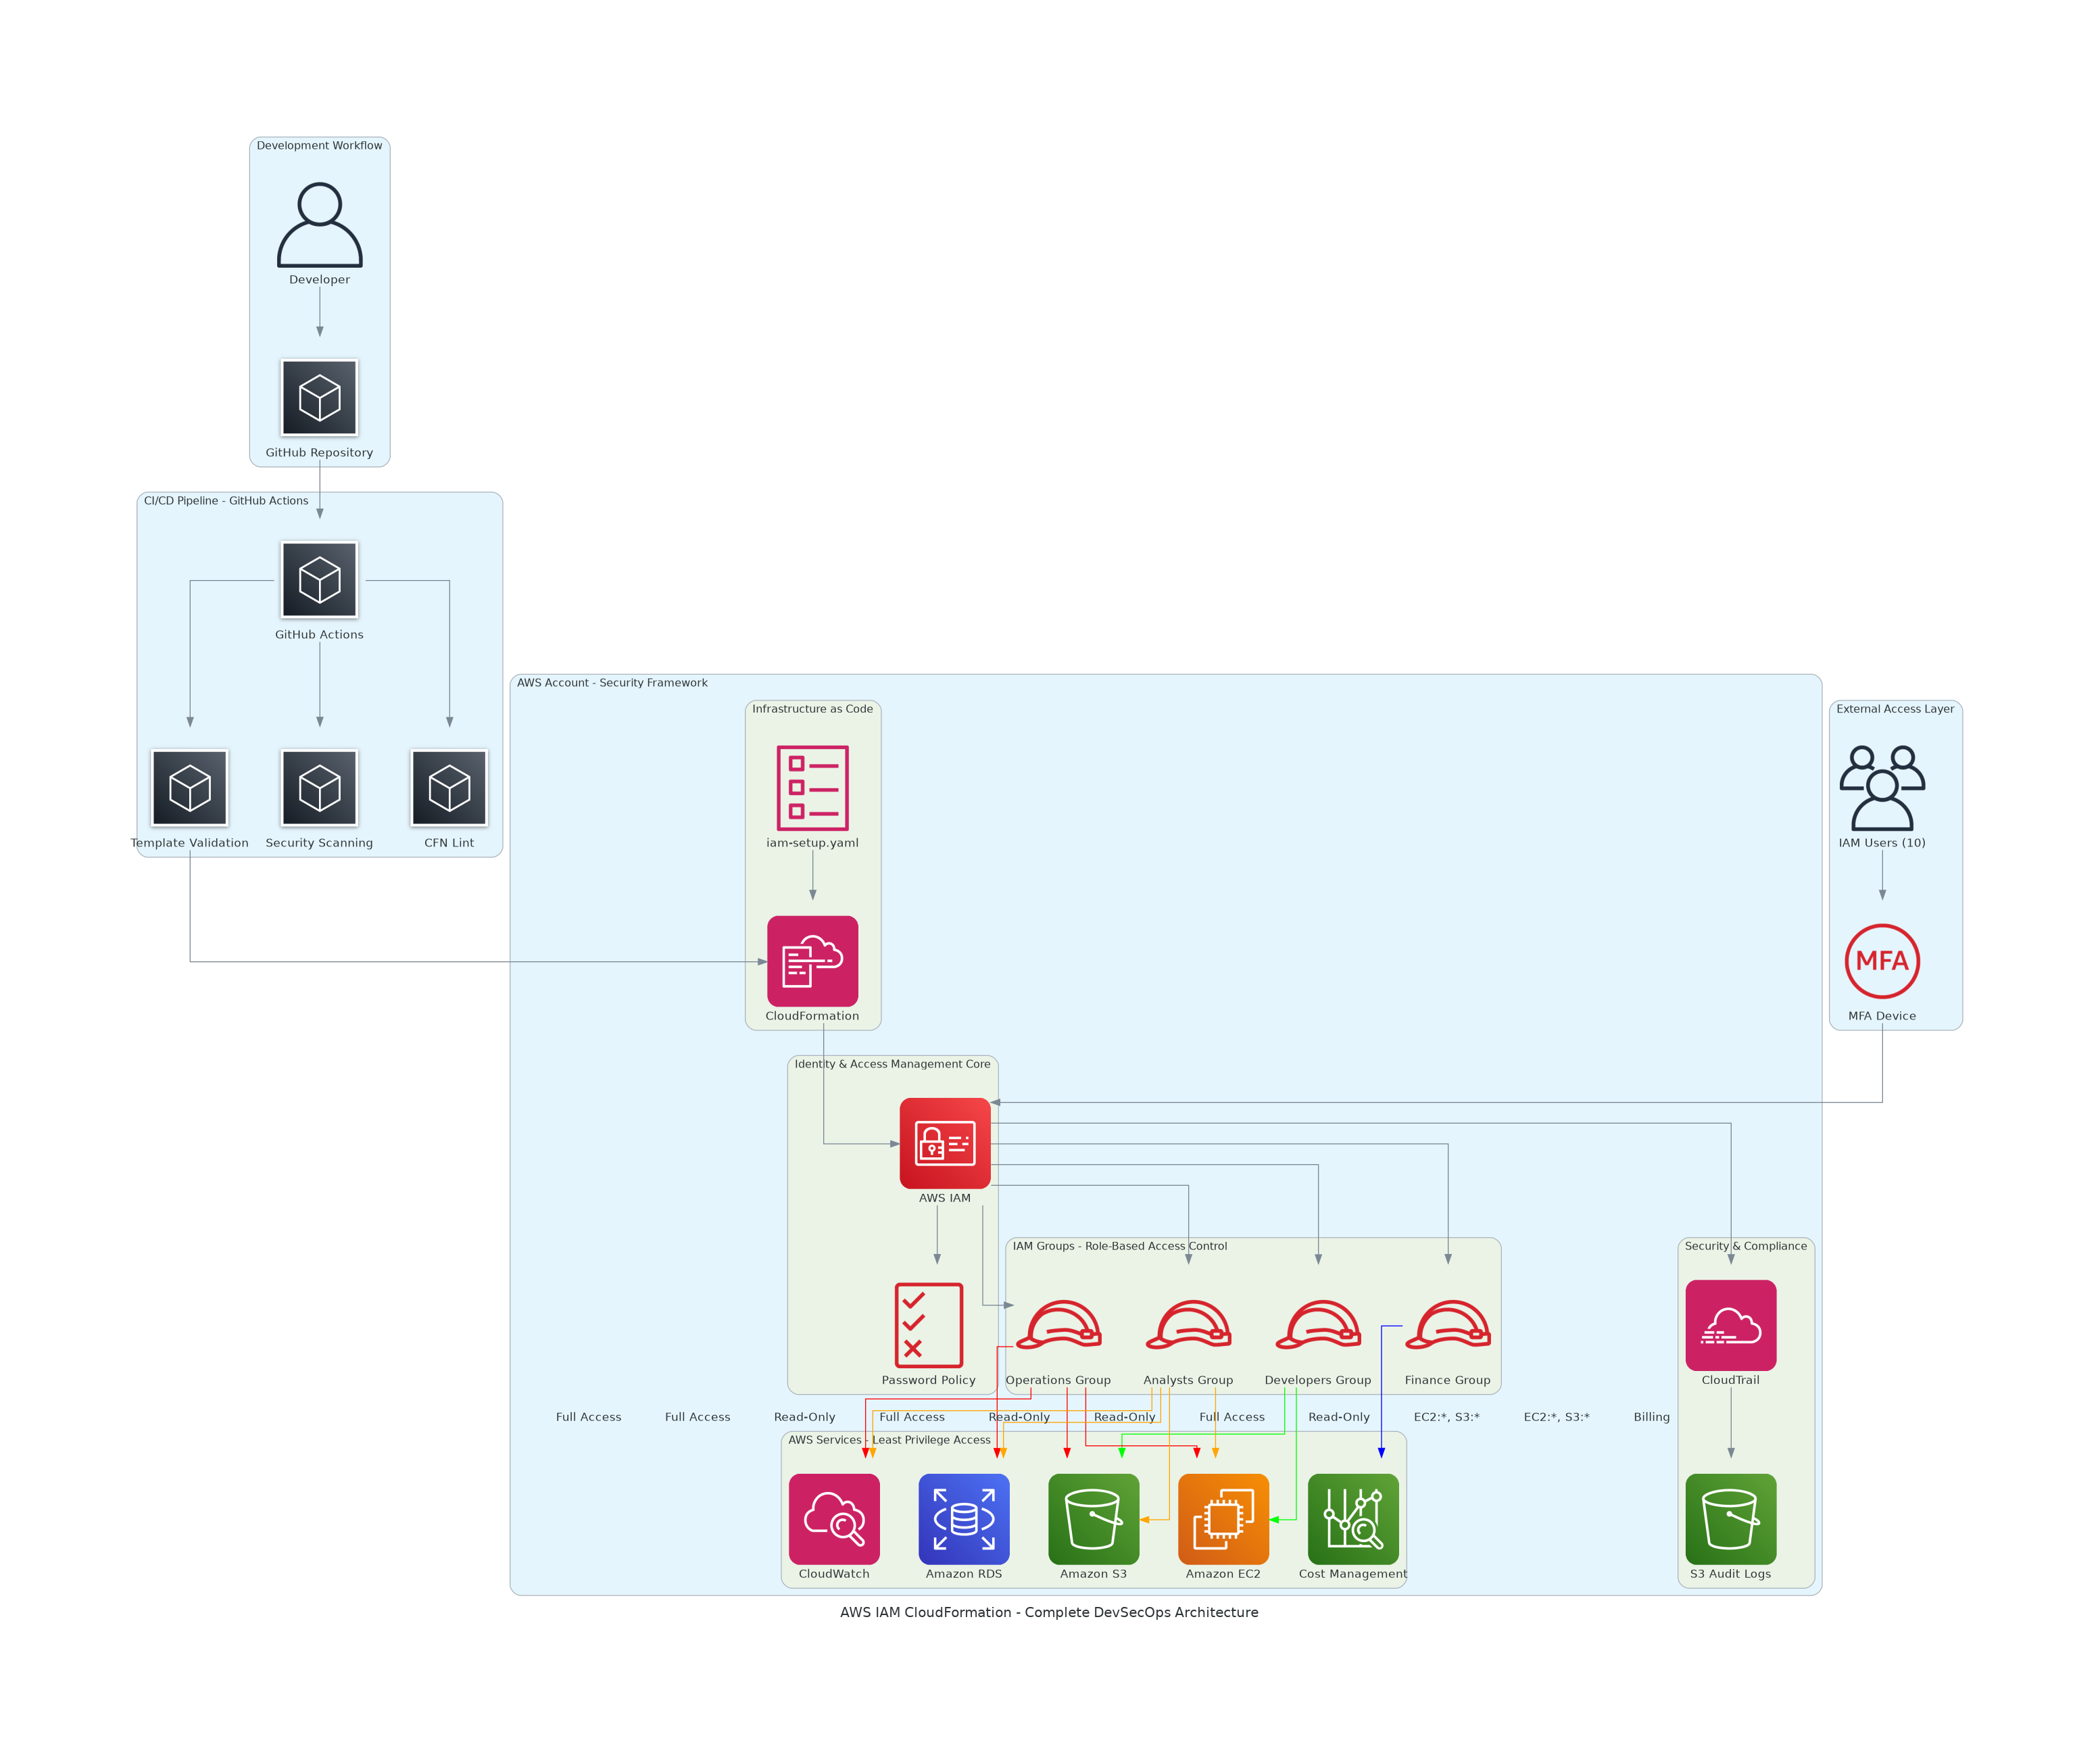 Development Workflow
Developer
GitHub Repository
CI/CD Pipeline - GitHub Actions
GitHub Actions
Template Validation
Security Scanning
CFN Lint
AWS Account - Security Framework
Infrastructure as Code
iam-setup.yaml
CloudFormation
External Access Layer
IAM Users (10)
MFA
MFA Device
Identity & Access Management Core
AWS IAM
Password Policy
IAM Groups - Role-Based Access Control
Operations Group
Analysts Group
Developers Group
Finance Group
Security & Compliance
CloudTrail
Full Access
Full Access
Read-Only
Full Access
Read-Only
Read-Only
Full Access
Read-Only
EC2:*, S3:*
EC2:*, S3:*
Billing
AWS Services - Least Privilege Access
CloudWatch
Amazon RDS
Amazon S3
Amazon EC2
Cost Management
S3 Audit Logs
AWS IAM CloudFormation - Complete DevSecOps Architecture